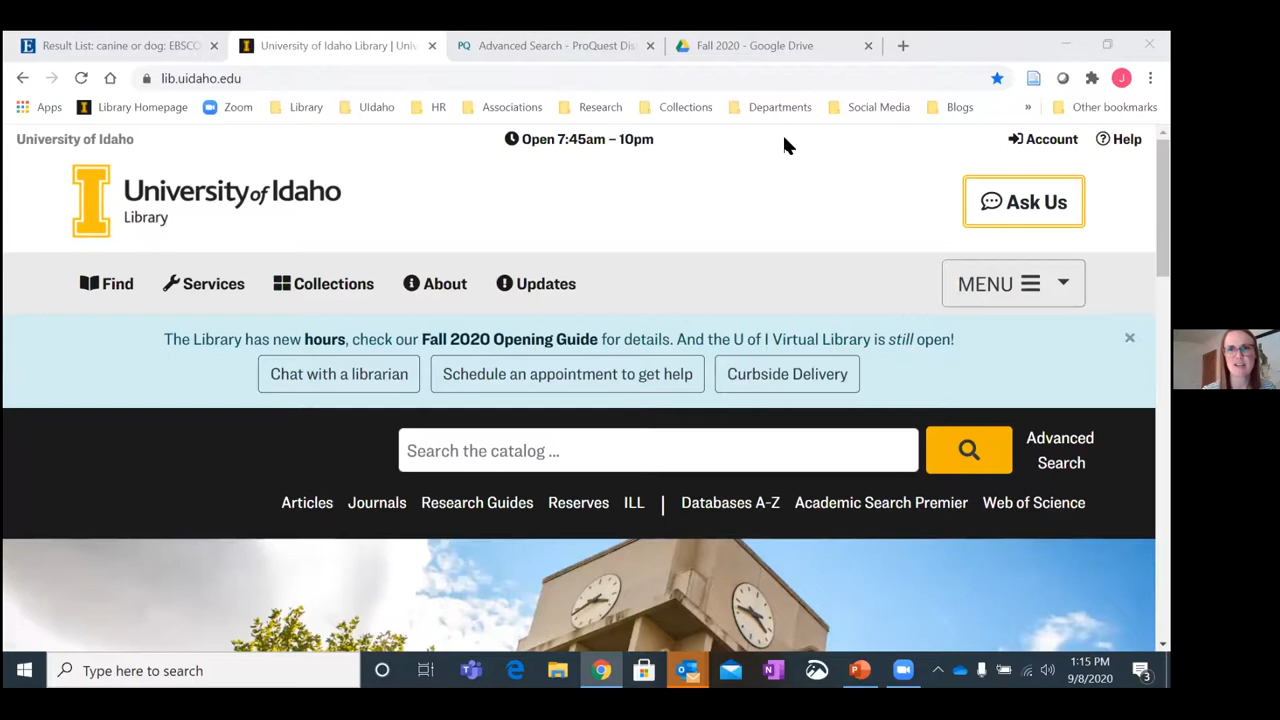 Result List: canine or dog: EBSCO
University of Idaho Library | Univ
PQ Advanced Search - ProQuest Dis
Fall 2020 - Google Drive
lib.uidaho.edu
J
Apps Library Homepage Zoom Library UIdaho HR Associations Research Collections Departments Social Media Blogs » Other bookmarks
University of Idaho
Open 7:45am – 10pm
Account Help
University of Idaho
Library
Ask Us
Find Services Collections About Updates
MENU
The Library has new hours, check our Fall 2020 Opening Guide for details. And the U of I Virtual Library is still open!
Chat with a librarian Schedule an appointment to get help Curbside Delivery
Search the catalog ...
Advanced
Search
Articles Journals Research Guides Reserves ILL | Databases A-Z Academic Search Premier Web of Science
Type here to search
1:15 PM
9/8/2020
3